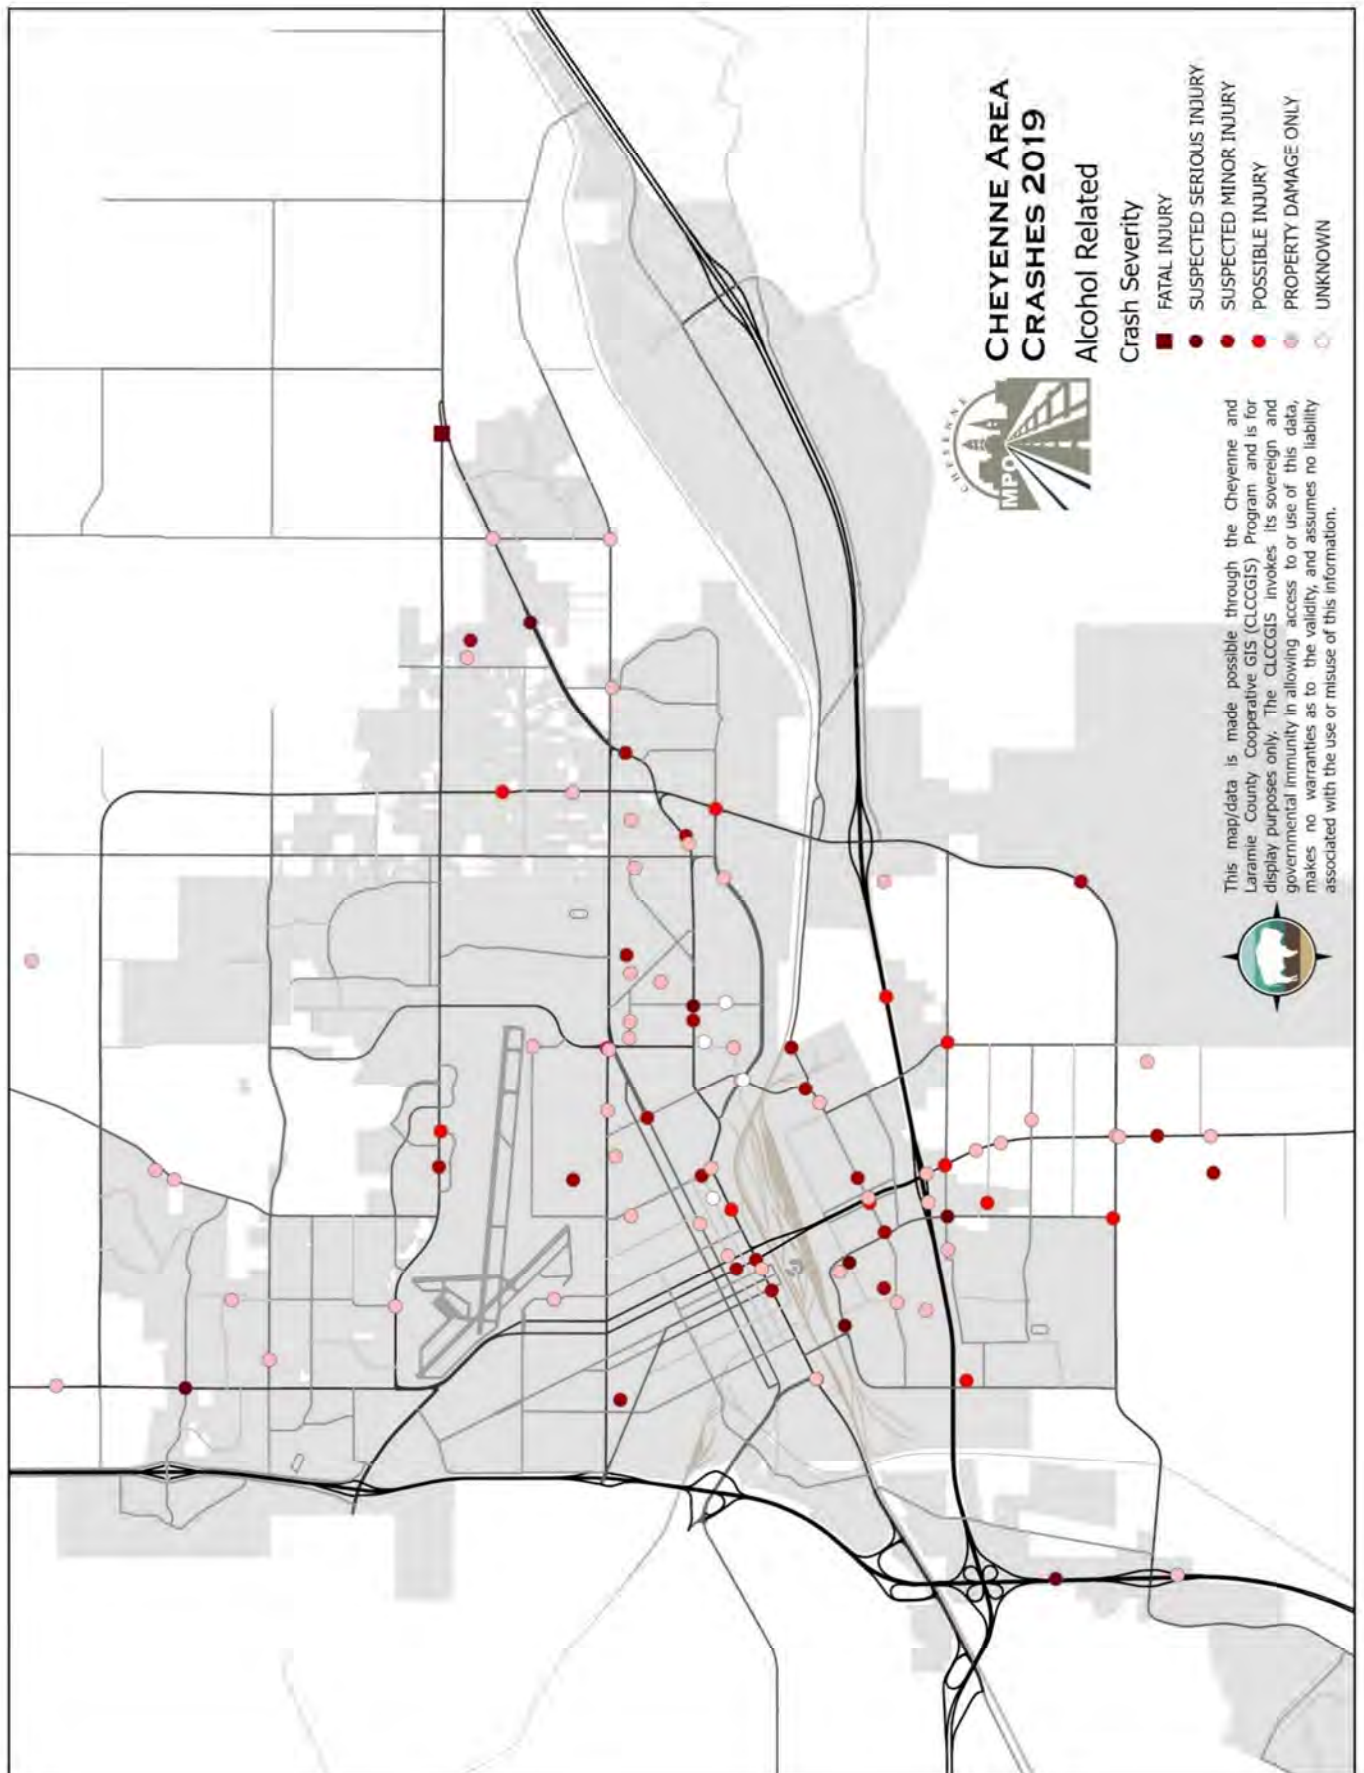 CHEYENNE AREA
CRASHES 2019
Alcohol Related
Crash Severity
FATAL INJURY
SUSPECTED SERIOUS INJURY
SUSPECTED MINOR INJURY
POSSIBLE INJURY
PROPERTY DAMAGE ONLY
UNKNOWN
CHEYENNE
MPO
This map/data is made possible through the Cheyenne and
Laramie County Cooperative GIS (CLCCGIS) Program and is for
display purposes only. The CLCCGIS invokes its sovereign and
governmental immunity in allowing access to or use of this data,
makes no warranties as to the validity, and assumes no liability
associated with the use or misuse of this information.